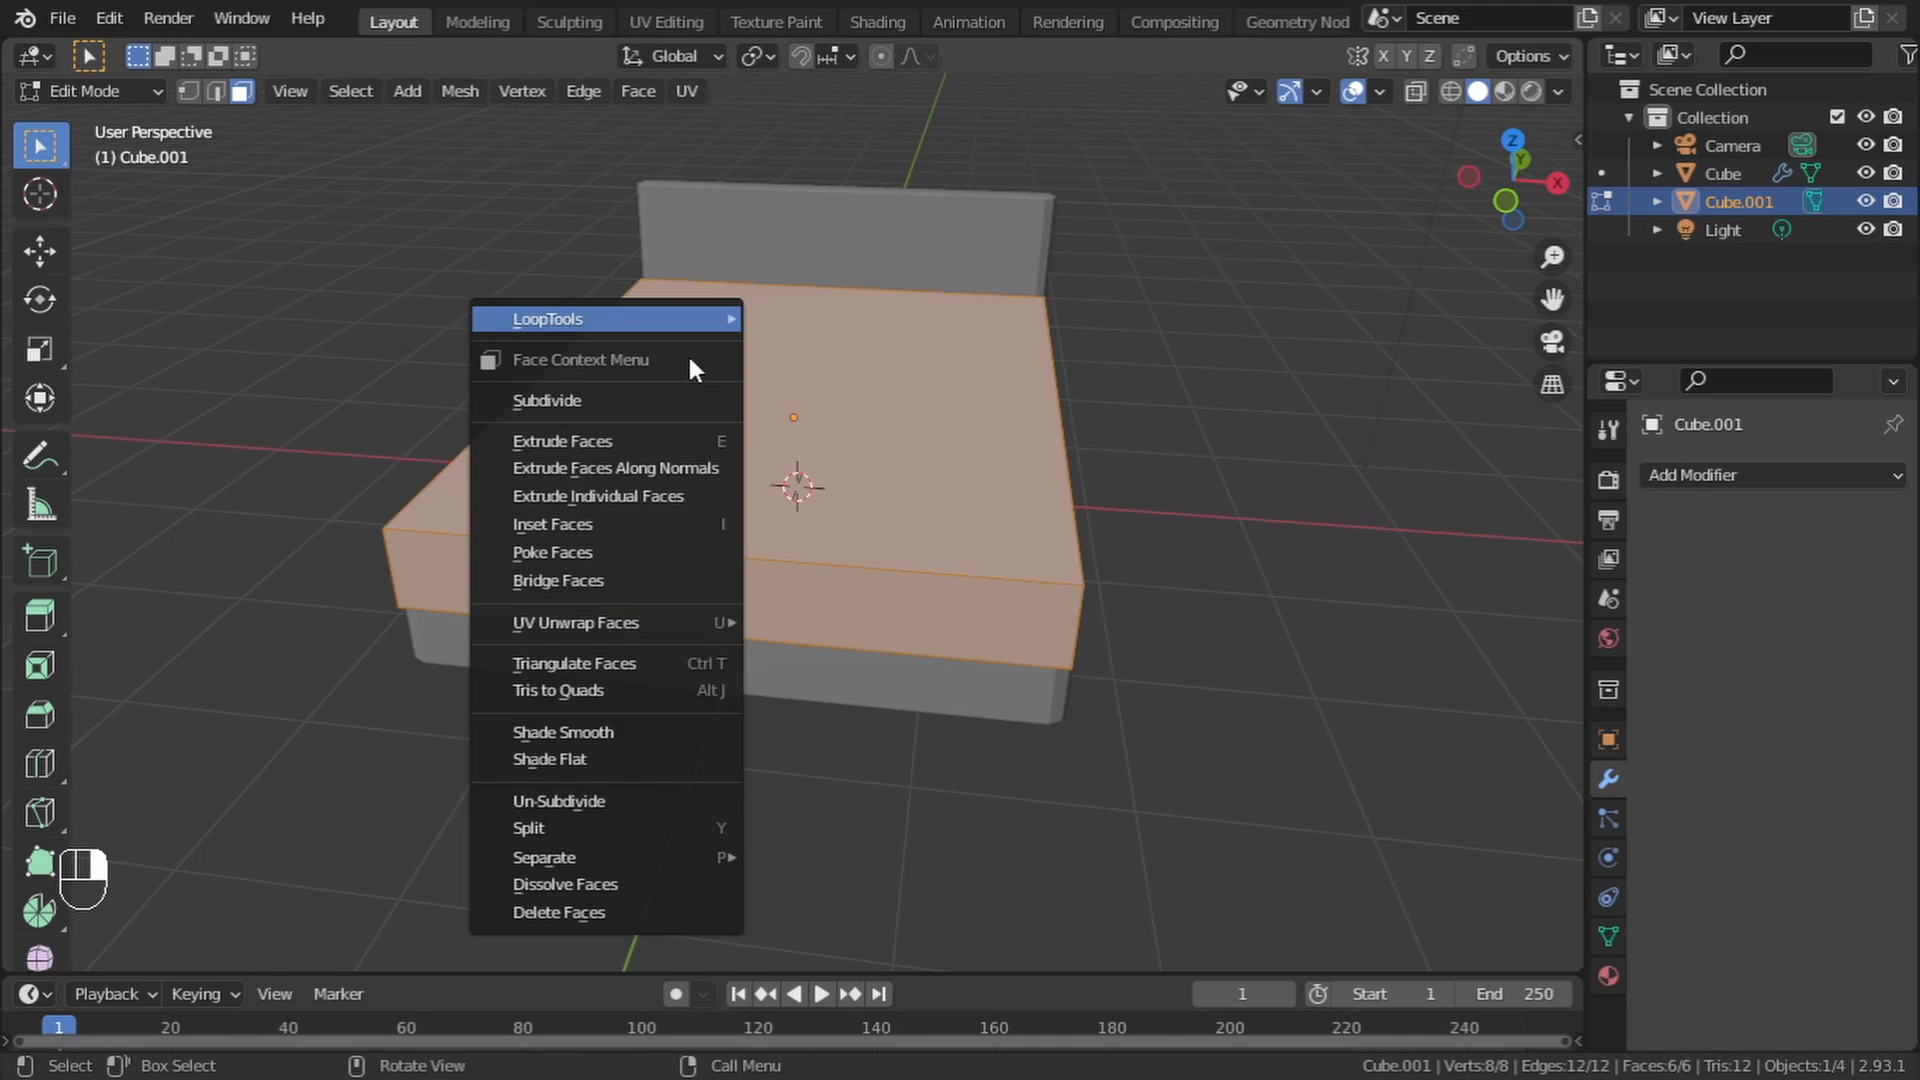 File Edit Render Window Help Layout Modeling Sculpting UV Editing Texture Paint Shading Animation Rendering Compositing Geometry Nod Scene View Layer
Global X Y Z Options
Edit Mode View Select Add Mesh Vertex Edge Face UV
User Perspective
(1) Cube.001
Z
Y
X
LoopTools
Face Context Menu
Subdivide
Extrude Faces E
Extrude Faces Along Normals
Extrude Individual Faces
Inset Faces I
Poke Faces
Bridge Faces
UV Unwrap Faces U
Triangulate Faces Ctrl T
Tris to Quads Alt J
Shade Smooth
Shade Flat
Un-Subdivide
Split Y
Separate P
Dissolve Faces
Delete Faces
Scene Collection
Collection
Camera
Cube
Cube.001
Light
Cube.001
Add Modifier
Playback Keying View Marker 1 Start 1 End 250
1 20 40 60 80 100 120 140 160 180 200 220 240
Select Box Select Rotate View Call Menu Cube.001 | Verts:8/8 | Edges:12/12 | Faces:6/6 | Tris:12 | Objects:1/4 | 2.93.1